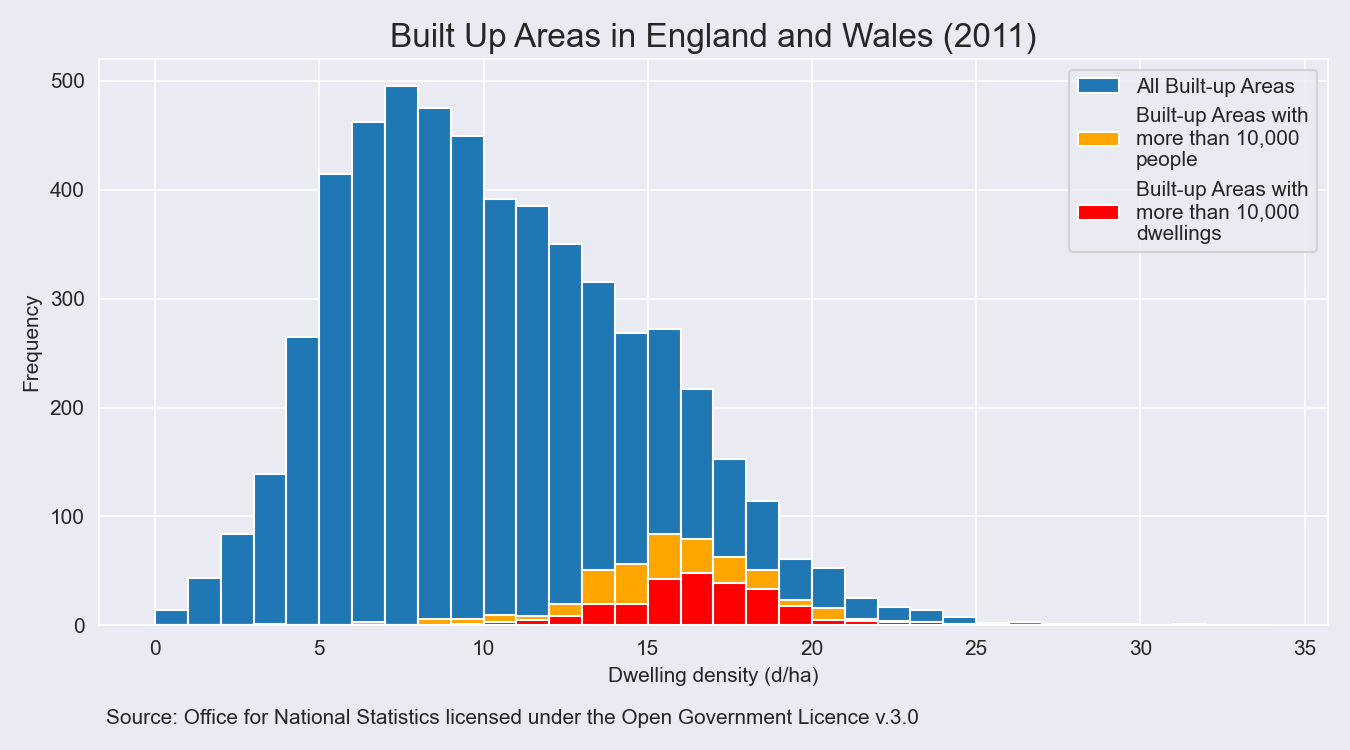 Built Up Areas in England and Wales (2011)
All Built-up Areas
Built-up Areas with
more than 10,000
people
Built-up Areas with
more than 10,000
dwellings
Frequency
500
400
300
200
100
0
0 5 10 15 20 25 30 35
Dwelling density (d/ha)
Source: Office for National Statistics licensed under the Open Government Licence v.3.0